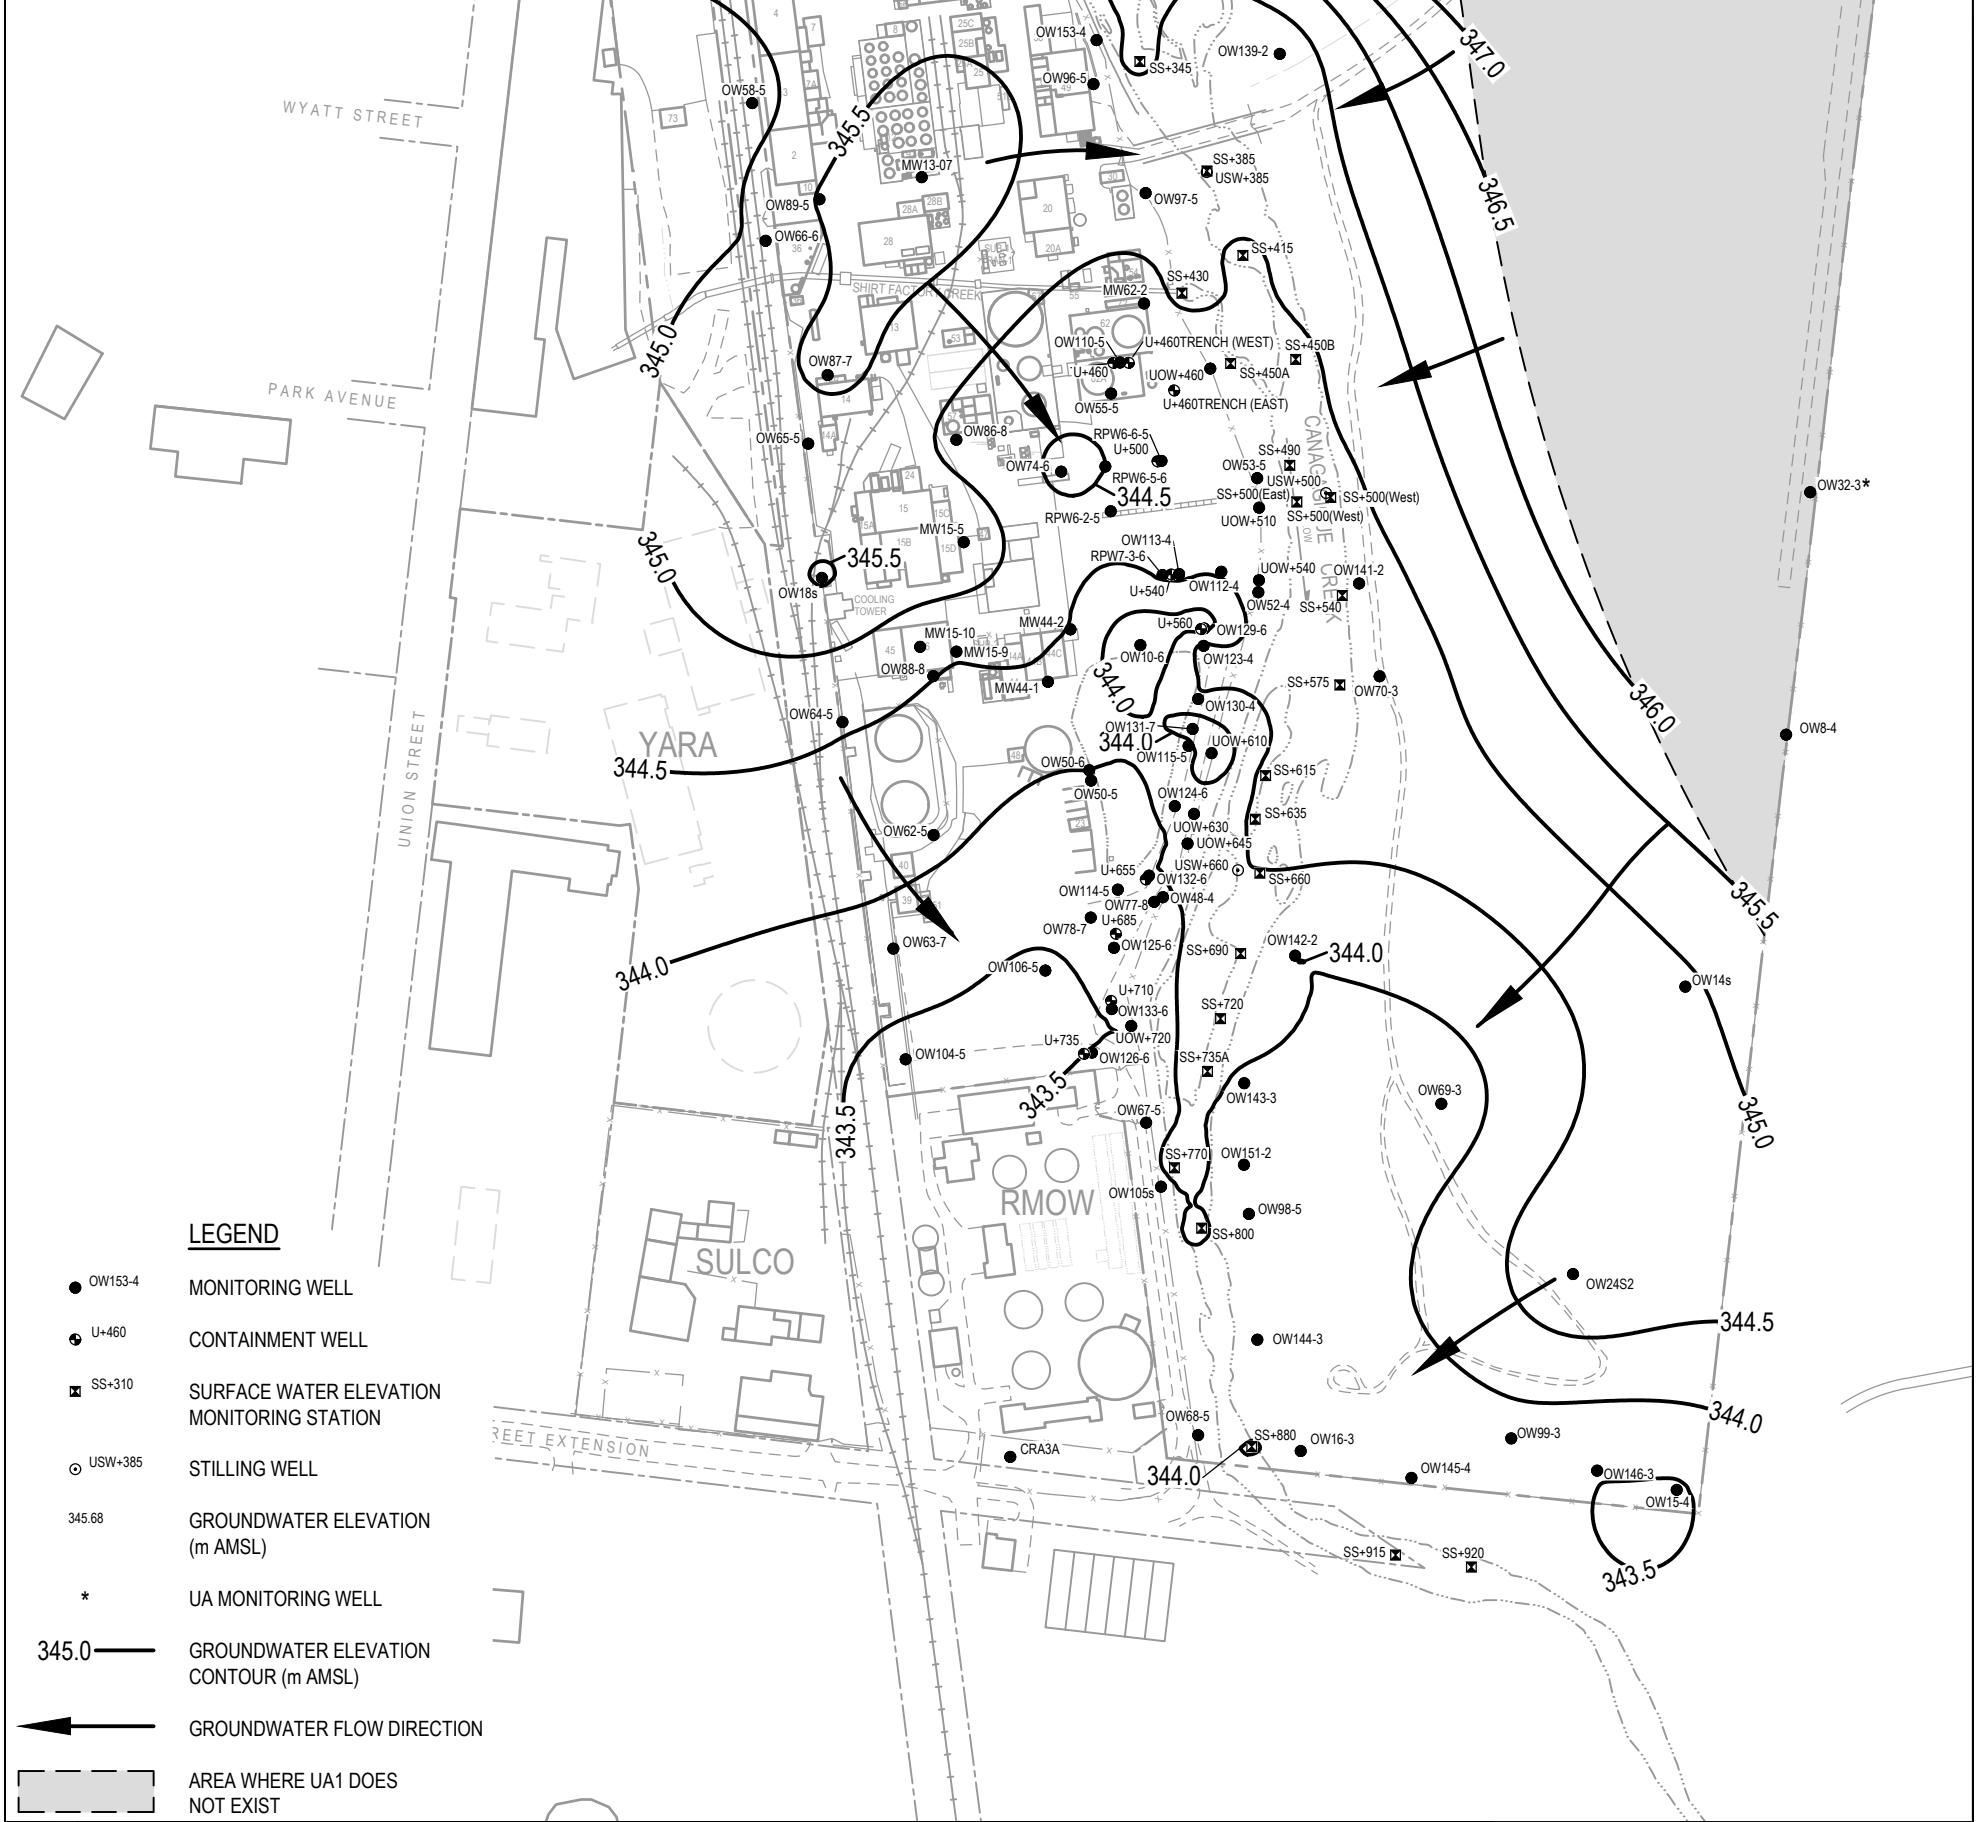 347.0
OW153-4
SS+345
OW139-2
OW96-5
OW58-5
WYATT STREET
345.5
MW13-07
SS+385
USW+385
OW97-5
OW89-5
346.5
OW66-6
SS+415
SS+430
SHIRT FACTORY CREEK
MW62-2
345.0
OW110-5
U+460TRENCH (WEST)
SS+450B
U+460
UOW+460
SS+450A
OW87-7
U+460TRENCH (EAST)
OW55-5
PARK AVENUE
CANAGAGIGUE CREEK
OW65-5
OW86-8
RPW6-6-5
U+500
SS+490
OW74-6
RPW6-5-6
OW53-5
USW+500
344.5
SS+500(East)
SS+500(West)
SS+500(West)
OW32-3*
RPW6-2-5
UOW+510
MW15-5
345.0
345.5
OW113-4
RPW7-3-6
OW18s
COOLING
TOWER
U+540
OW112-4
UOW+540
OW141-2
OW52-4
SS+540
MW44-2
U+560
OW129-6
MW15-10
MW15-9
OW10-6
OW123-4
OW88-8
MW44-1
344.0
SS+575
OW70-3
OW130-4
346.0
OW64-5
OW131-7
344.0
UOW+610
OW8-4
UNION STREET
YARA
OW115-5
344.5
OW50-6
SS+615
OW50-5
OW124-6
SS+635
OW62-5
UOW+630
UOW+645
USW+660
U+655
SS+660
OW114-5
OW132-6
OW77-8
OW48-4
345.5
OW78-7
U+685
OW63-7
OW125-6
SS+690
OW142-2
344.0
344.0
OW106-5
OW14s
U+710
OW133-6
SS+720
U+735
UOW+720
OW104-5
OW126-6
SS+735A
343.5
OW143-3
OW69-3
343.5
OW67-5
345.0
SS+770
OW151-2
OW105s
RMOW
OW98-5
SS+800
SULCO
OW24S2
344.5
OW144-3
344.0
OW68-5
SS+880
OW16-3
OW99-3
REET EXTENSION
CRA3A
344.0
OW145-4
OW146-3
OW15-4
SS+915
SS+920
343.5
LEGEND
OW153-4 MONITORING WELL
U+460 CONTAINMENT WELL
SS+310 SURFACE WATER ELEVATION
MONITORING STATION
USW+385 STILLING WELL
345.68 GROUNDWATER ELEVATION
(m AMSL)
* UA MONITORING WELL
345.0 GROUNDWATER ELEVATION
CONTOUR (m AMSL)
GROUNDWATER FLOW DIRECTION
AREA WHERE UA1 DOES
NOT EXIST